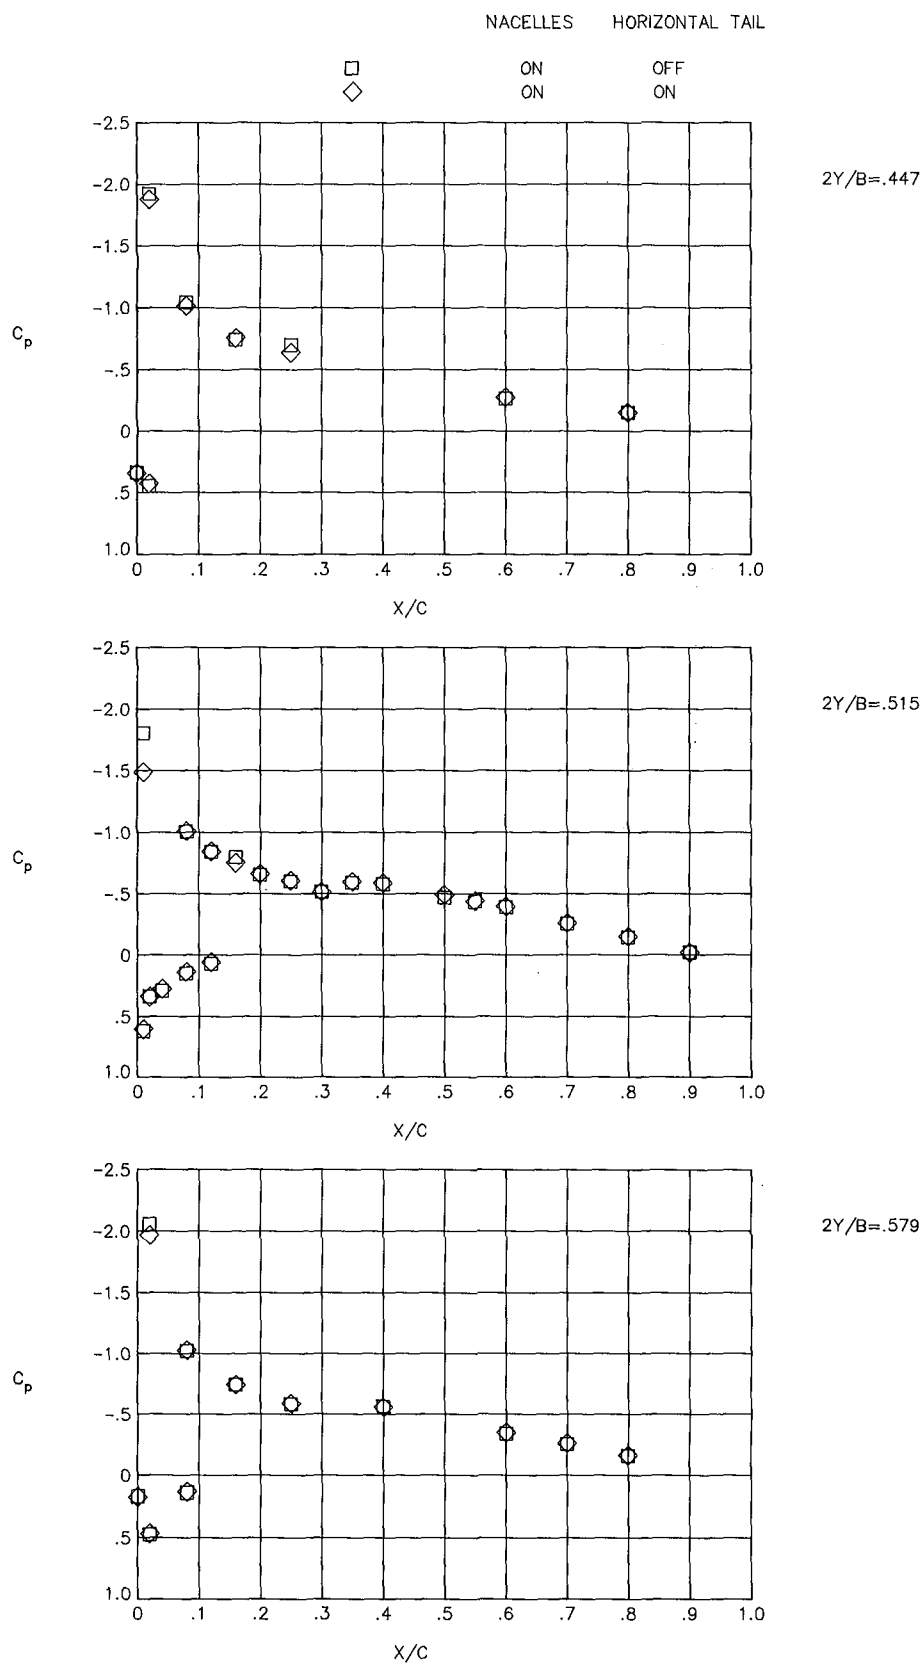 NACELLES HORIZONTAL TAIL
ON OFF
ON ON
-2.5
-2.0
-1.5
-1.0
-.5
0
.5
1.0
Cp
2Y/B=.447
0 .1 .2 .3 .4 .5 .6 .7 .8 .9 1.0
X/C
-2.5
-2.0
-1.5
-1.0
-.5
0
.5
1.0
Cp
2Y/B=.515
0 .1 .2 .3 .4 .5 .6 .7 .8 .9 1.0
X/C
-2.5
-2.0
-1.5
-1.0
-.5
0
.5
1.0
Cp
2Y/B=.579
0 .1 .2 .3 .4 .5 .6 .7 .8 .9 1.0
X/C